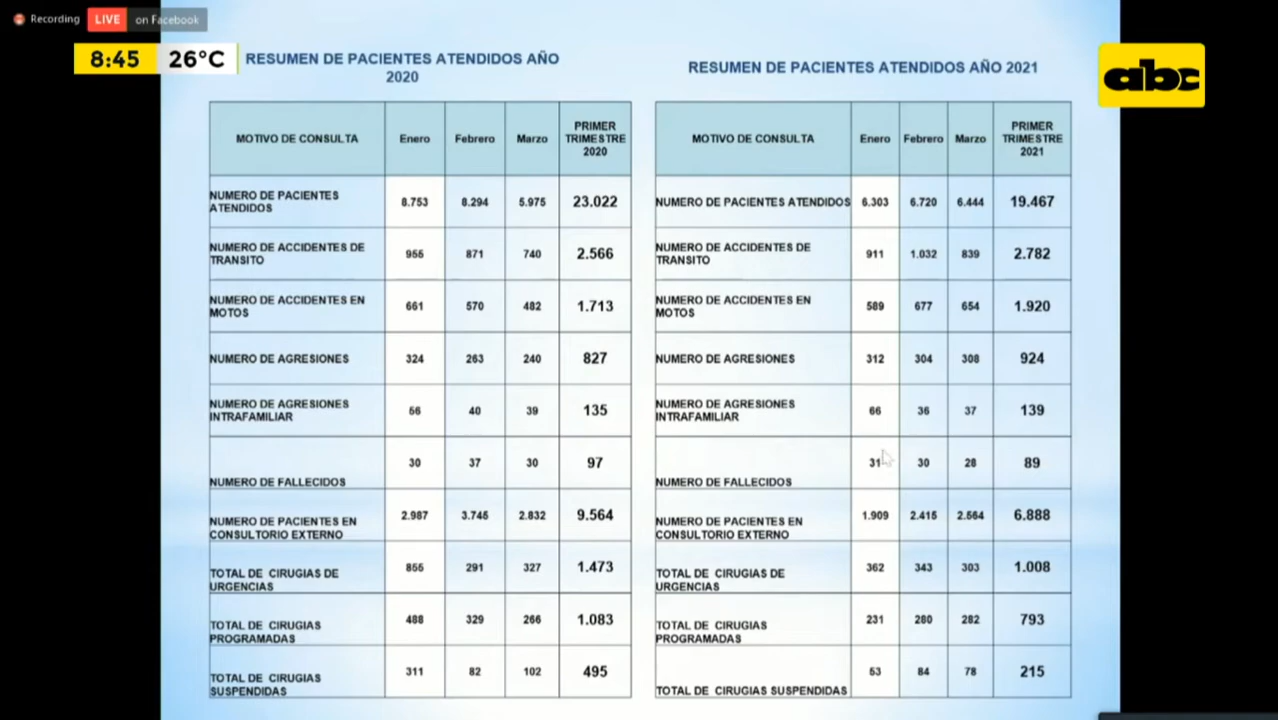 Recording
LIVE
on Facebook
8:45
26°C
abc
RESUMEN DE PACIENTES ATENDIDOS AÑO
2020
MOTIVO DE CONSULTA Enero Febrero Marzo PRIMER TRIMESTRE 2020
NUMERO DE PACIENTES ATENDIDOS 8.753 8.294 5.975 23.022
NUMERO DE ACCIDENTES DE TRANSITO 955 871 740 2.566
NUMERO DE ACCIDENTES EN MOTOS 661 570 482 1.713
NUMERO DE AGRESIONES 324 263 240 827
NUMERO DE AGRESIONES INTRAFAMILIAR 56 40 39 135
NUMERO DE FALLECIDOS 30 37 30 97
NUMERO DE PACIENTES EN CONSULTORIO EXTERNO 2.987 3.745 2.832 9.564
TOTAL DE CIRUGIAS DE URGENCIAS 855 291 327 1.473
TOTAL DE CIRUGIAS PROGRAMADAS 488 329 266 1.083
TOTAL DE CIRUGIAS SUSPENDIDAS 311 82 102 495
RESUMEN DE PACIENTES ATENDIDOS AÑO 2021
MOTIVO DE CONSULTA Enero Febrero Marzo PRIMER TRIMESTRE 2021
NUMERO DE PACIENTES ATENDIDOS 6.303 6.720 6.444 19.467
NUMERO DE ACCIDENTES DE TRANSITO 911 1.032 839 2.782
NUMERO DE ACCIDENTES EN MOTOS 589 677 654 1.920
NUMERO DE AGRESIONES 312 304 308 924
NUMERO DE AGRESIONES INTRAFAMILIAR 66 36 37 139
NUMERO DE FALLECIDOS 31 30 28 89
NUMERO DE PACIENTES EN CONSULTORIO EXTERNO 1.909 2.415 2.564 6.888
TOTAL DE CIRUGIAS DE URGENCIAS 362 343 303 1.008
TOTAL DE CIRUGIAS PROGRAMADAS 231 280 282 793
TOTAL DE CIRUGIAS SUSPENDIDAS 53 84 78 215